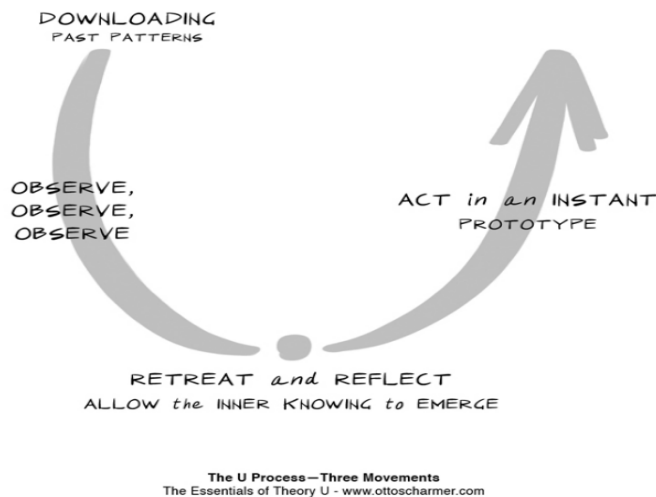 DOWNLOADING
PAST PATTERNS
OBSERVE,
OBSERVE,
OBSERVE
ACT in an INSTANT
PROTOTYPE
RETREAT and REFLECT
ALLOW the INNER KNOWING to EMERGE
The U Process—Three Movements
The Essentials of Theory U - www.ottoscharmer.com